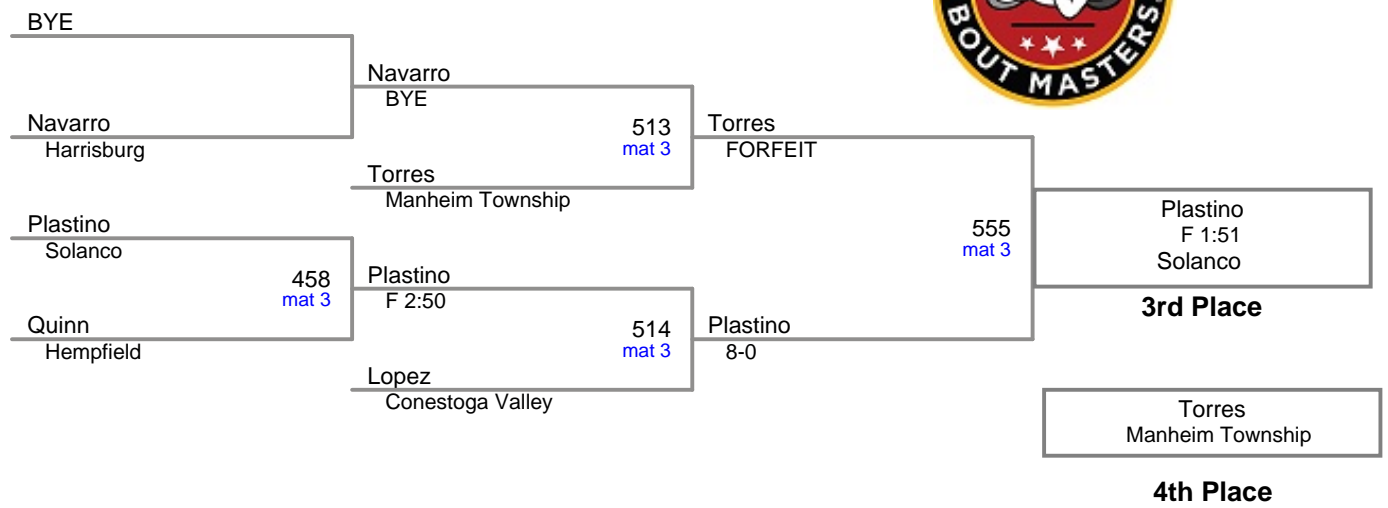 BYE
BOUT MASTERS
Navarro
BYE
Navarro
Harrisburg
513
mat 3
Torres
FORFEIT
Torres
Manheim Township
Plastino
Solanco
555
mat 3
Plastino
F 1:51
Solanco
458
mat 3
Plastino
F 2:50
3rd Place
Quinn
Hempfield
514
mat 3
Plastino
8-0
Lopez
Conestoga Valley
Torres
Manheim Township
4th Place